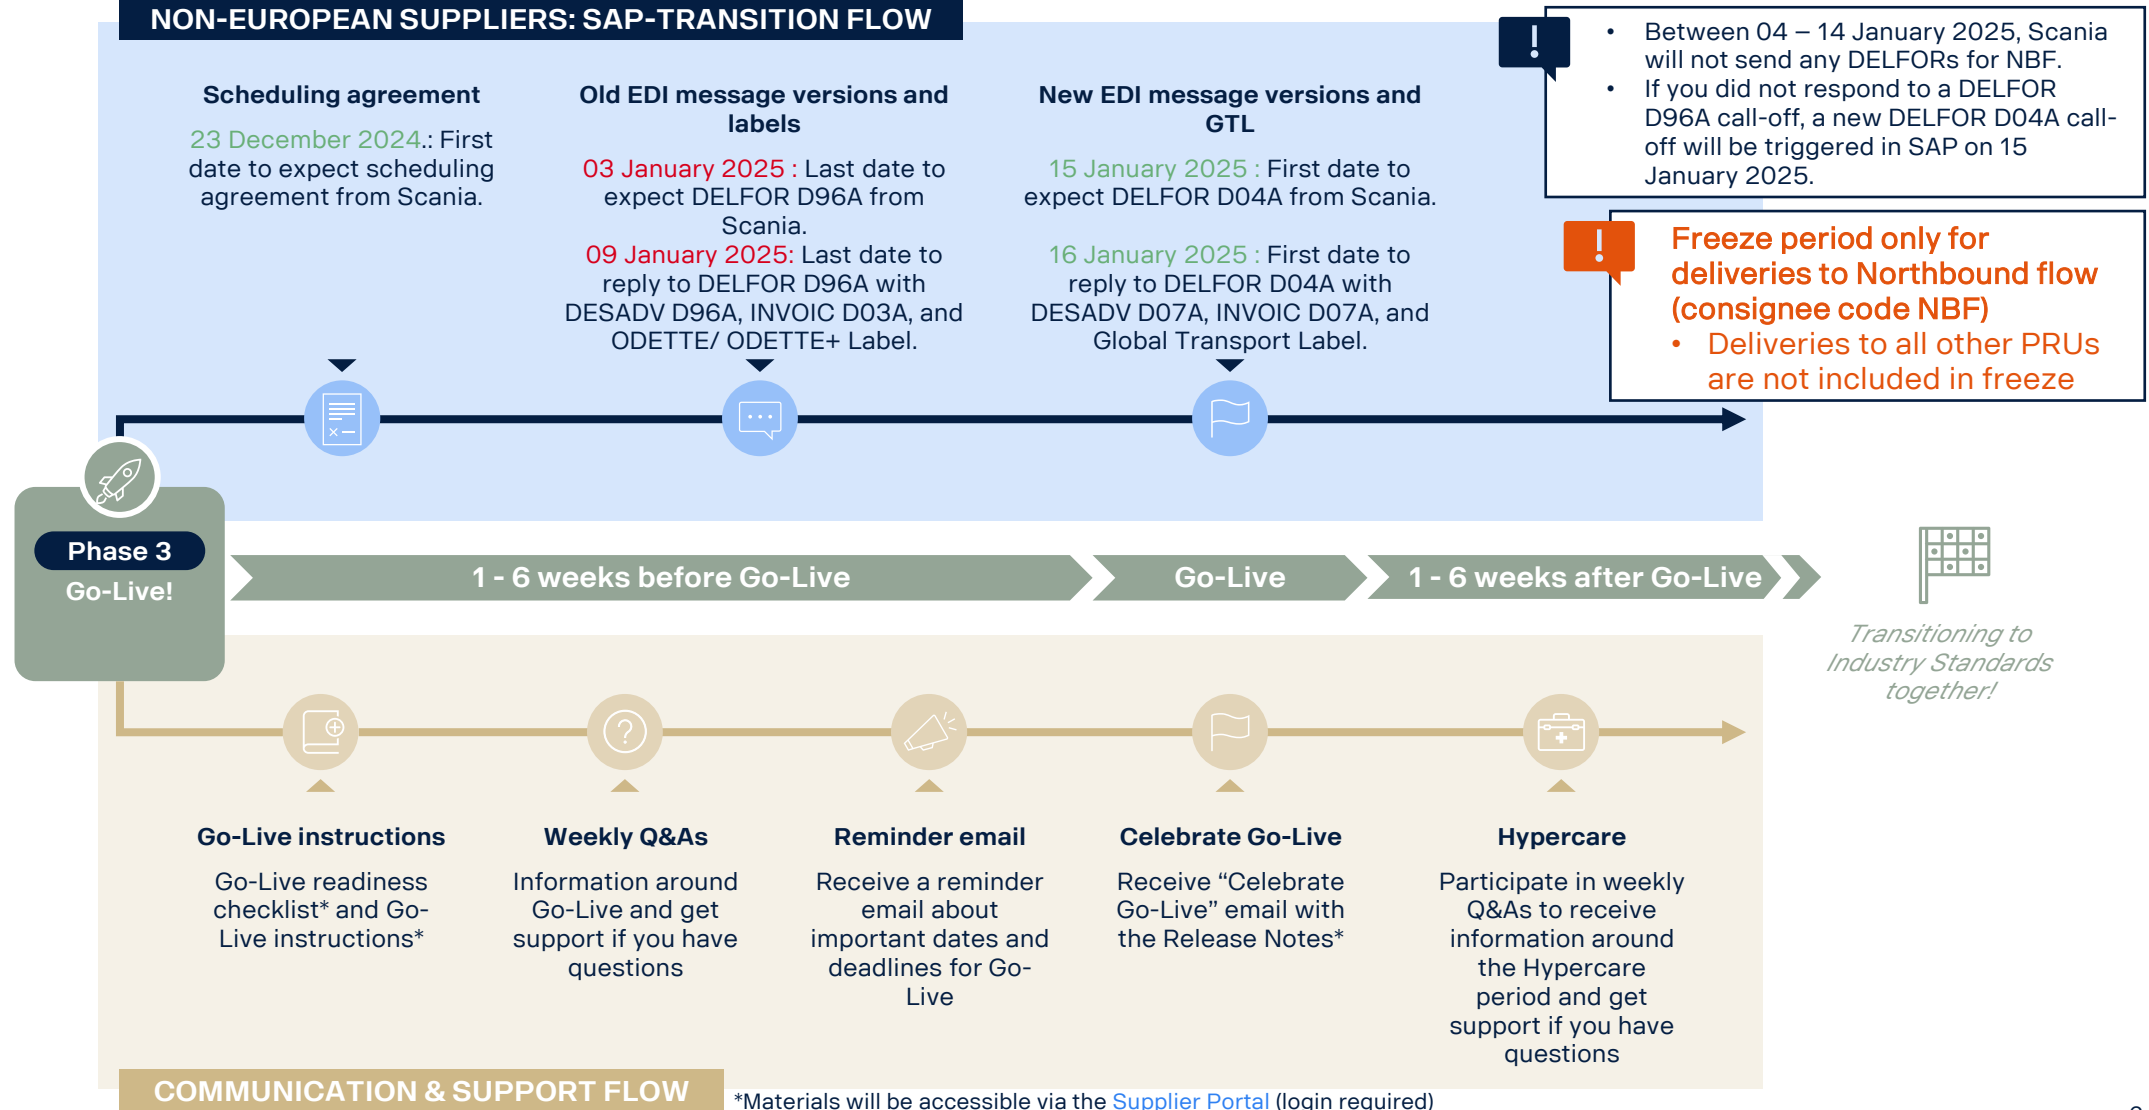 NON-EUROPEAN SUPPLIERS: SAP-TRANSITION FLOW
Scheduling agreement
23 December 2024.: First
date to expect scheduling
agreement from Scania.
Old EDI message versions and
labels
03 January 2025 : Last date to
expect DELFOR D96A from
Scania.
09 January 2025: Last date to
reply to DELFOR D96A with
DESADV D96A, INVOIC D03A, and
ODETTE/ ODETTE+ Label.
New EDI message versions and
GTL
15 January 2025 : First date to
expect DELFOR D04A from Scania.
16 January 2025 : First date to
reply to DELFOR D04A with
DESADV D07A, INVOIC D07A, and
Global Transport Label.
!
• Between 04 – 14 January 2025, Scania
will not send any DELFORs for NBF.
• If you did not respond to a DELFOR
D96A call-off, a new DELFOR D04A call-
off will be triggered in SAP on 15
January 2025.
!
Freeze period only for
deliveries to Northbound flow
(consignee code NBF)
• Deliveries to all other PRUs
are not included in freeze
Phase 3
Go-Live!
1 - 6 weeks before Go-Live
Go-Live
1 - 6 weeks after Go-Live
Transitioning to
Industry Standards
together!
Go-Live instructions
Go-Live readiness
checklist* and Go-
Live instructions*
Weekly Q&As
Information around
Go-Live and get
support if you have
questions
Reminder email
Receive a reminder
email about
important dates and
deadlines for Go-
Live
Celebrate Go-Live
Receive “Celebrate
Go-Live” email with
the Release Notes*
Hypercare
Participate in weekly
Q&As to receive
information around
the Hypercare
period and get
support if you have
questions
COMMUNICATION & SUPPORT FLOW
*Materials will be accessible via the Supplier Portal (login required)